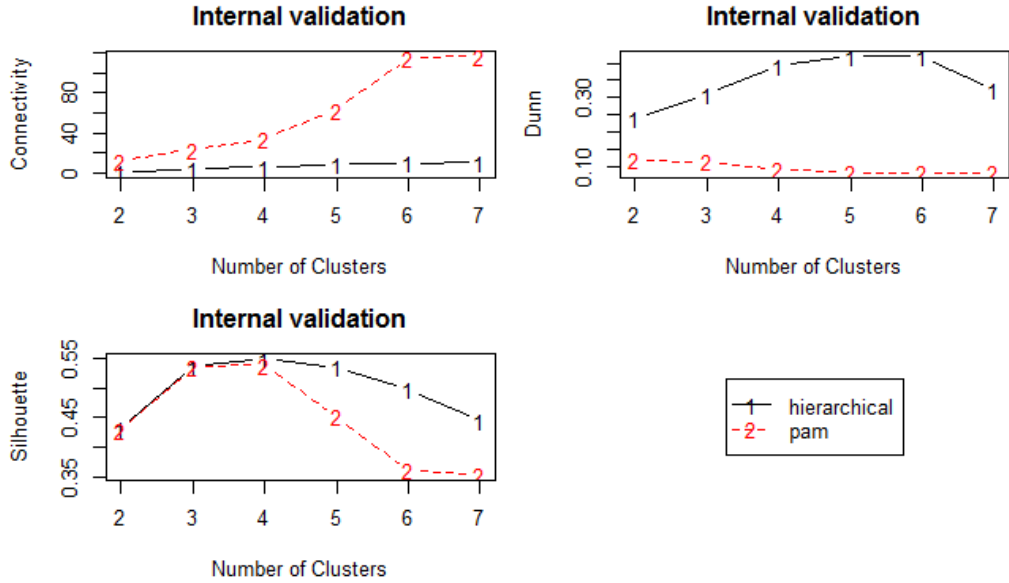 Internal validation
Connectivity
0 40 80
2 2 2 2 2 2
1 1 1 1 1 1
2 3 4 5 6 7
Number of Clusters
Internal validation
Dunn
0.10 0.30
1 1 1 1 1 1
2 2 2 2 2 2
2 3 4 5 6 7
Number of Clusters
Internal validation
Silhouette
0.35 0.45 0.55
1 1 1 1 1 1
2 2 2 2 2 2
2 3 4 5 6 7
Number of Clusters
1 hierarchical
2 pam